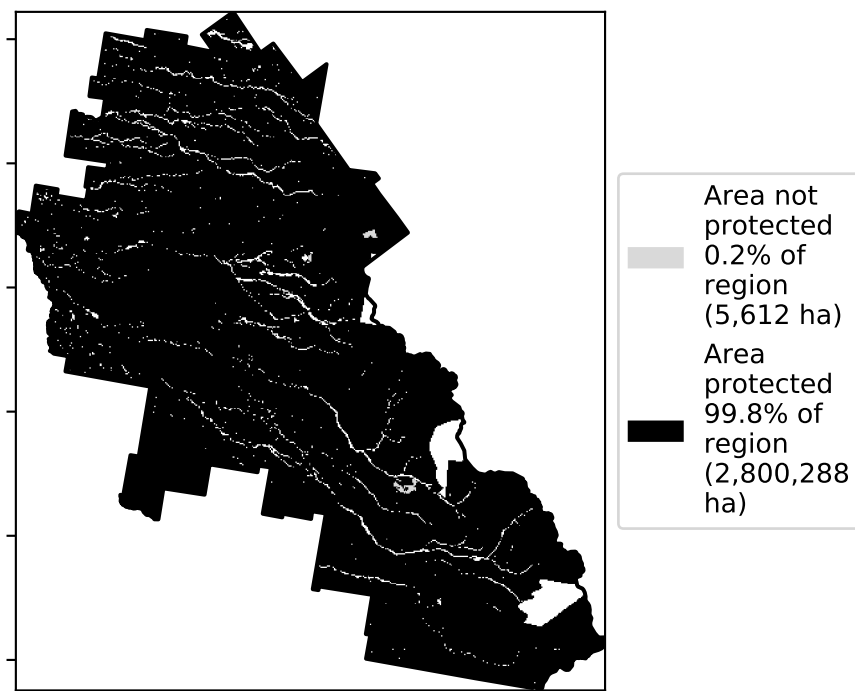 Area not
protected
0.2% of
region
(5,612 ha)
Area
protected
99.8% of
region
(2,800,288
ha)